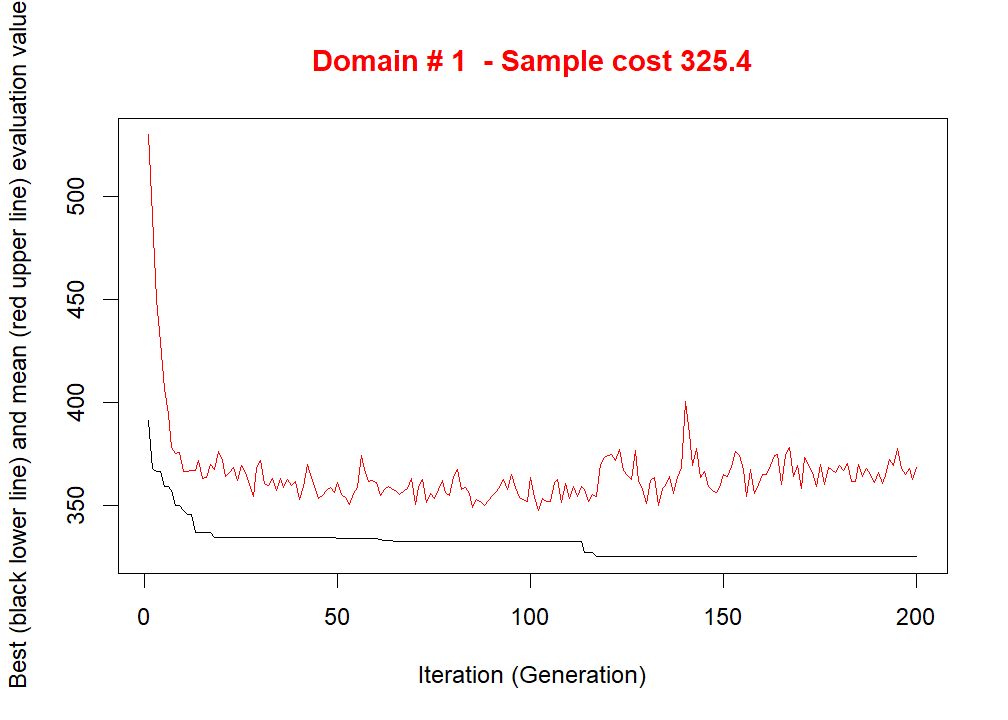 Domain # 1  - Sample cost 325.4
Best (black lower line) and mean (red upper line) evaluation value
500
450
400
350
0 50 100 150 200
Iteration (Generation)